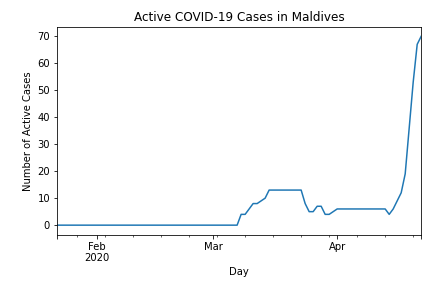 Active COVID-19 Cases in Maldives
70
60
50
40
30
20
10
0
Number of Active Cases
Feb
2020
Mar
Apr
Day